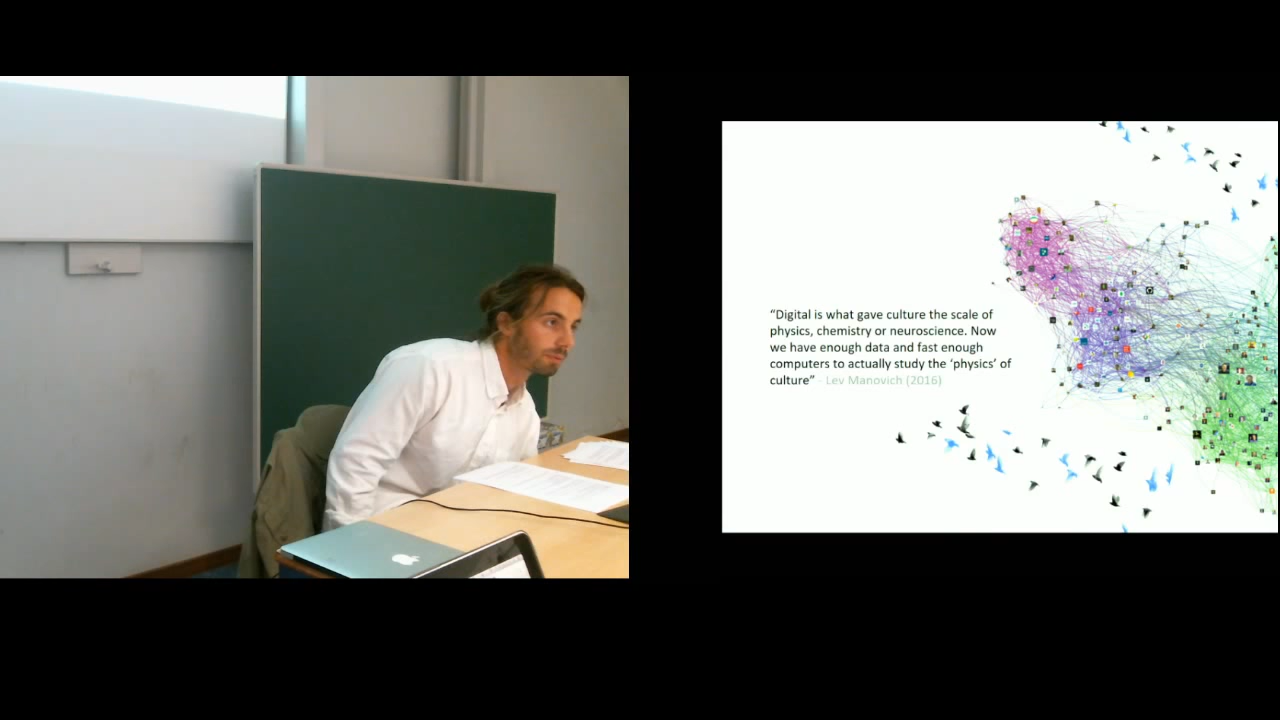 “Digital is what gave culture the scale of
physics, chemistry or neuroscience. Now
we have enough data and fast enough
computers to actually study the ‘physics’ of
culture” - Lev Manovich (2016)